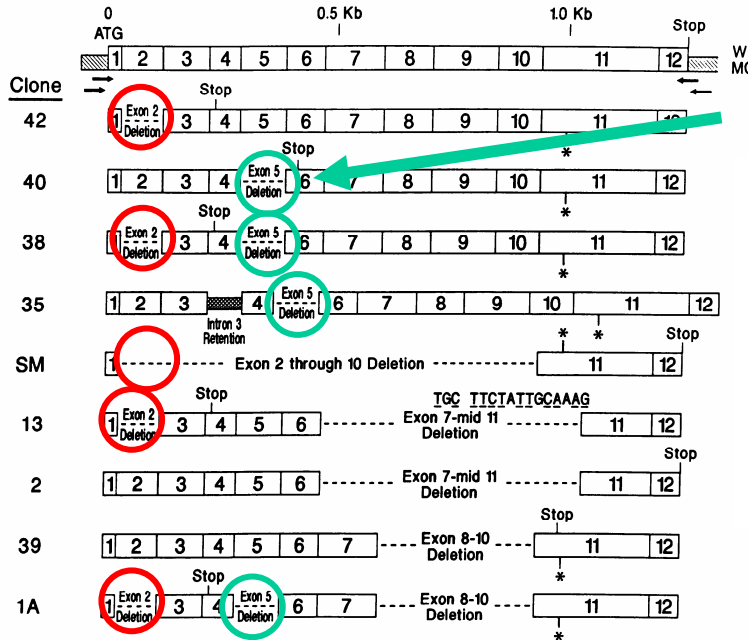 0 0.5 Kb 1.0 Kb Stop
ATG
1 2 3 4 5 6 7 8 9 10 11 12 W
MC
Clone
Stop
42 1 Exon 2 Deletion 3 4 5 6 7 8 9 10 11 12
*
Stop
40 1 2 3 4 Exon 5 Deletion 6 7 8 9 10 11 12
*
Stop
38 1 Exon 2 Deletion 3 4 Exon 5 Deletion 6 7 8 9 10 11 12
*
35 1 2 3 4 Exon 5 Deletion 6 7 8 9 10 11 12
Intron 3
Retention
* * Stop
SM 1 Exon 2 through 10 Deletion 11 12
TGC TTCTATTGCAAAG
Stop
13 1 Exon 2 Deletion 3 4 5 6 Exon 7-mid 11 Deletion 11 12
Stop
2 1 2 3 4 5 6 Exon 7-mid 11 Deletion 11 12
Stop
39 1 2 3 4 5 6 7 Exon 8-10 Deletion 11 12
*
Stop
1A 1 Exon 2 Deletion 3 4 Exon 5 Deletion 6 7 Exon 8-10 Deletion 11 12
*